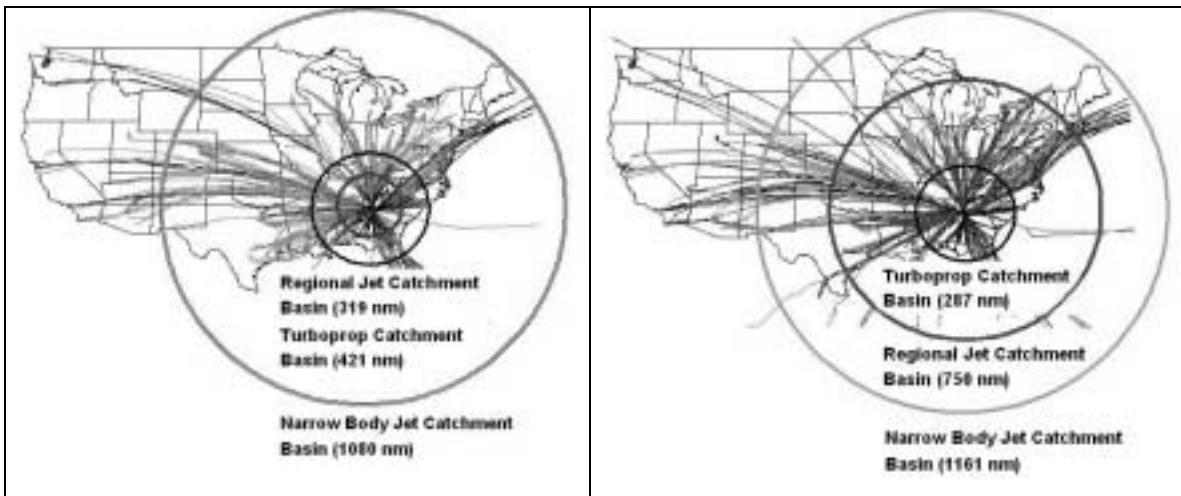 Regional Jet Catchment
Basin (319 nm)
Turboprop Catchment
Basin (421 nm)
Narrow Body Jet Catchment
Basin (1080 nm)
Turboprop Catchment
Basin (287 nm)
Regional Jet Catchment
Basin (750 nm)
Narrow Body Jet Catchment
Basin (1161 nm)